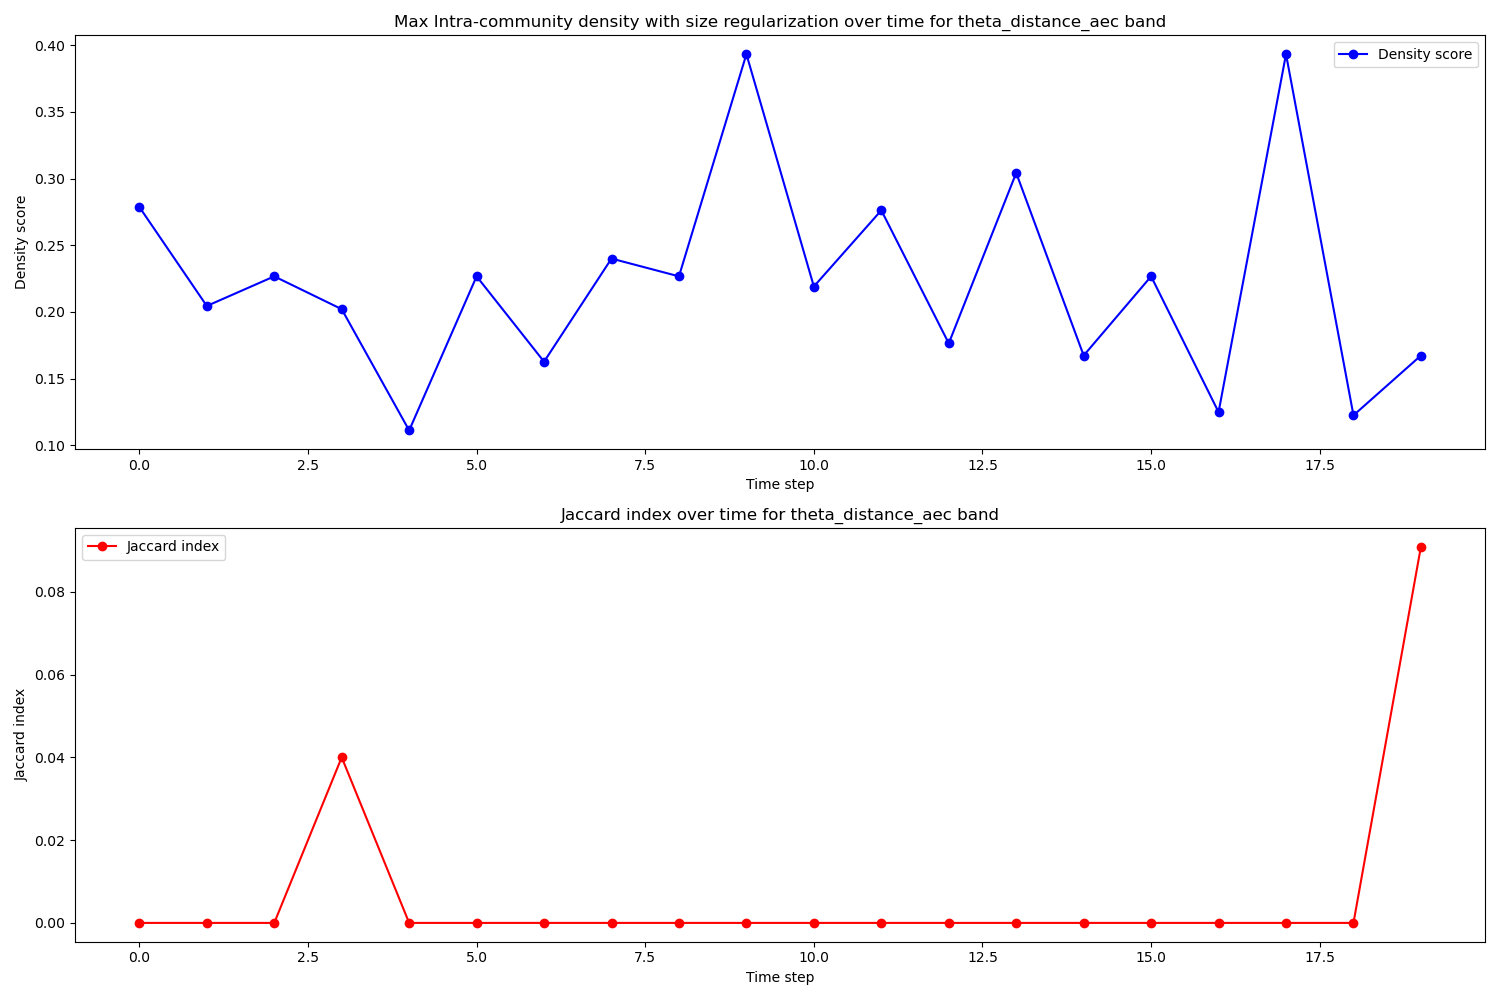 Max Intra-community density with size regularization over time for theta_distance_aec band
Density score
0.40
0.35
0.30
0.25
0.20
0.15
0.10
Density score
0.0 2.5 5.0 7.5 10.0 12.5 15.0 17.5
Time step
Jaccard index over time for theta_distance_aec band
Jaccard index
0.08
0.06
0.04
0.02
0.00
Jaccard index
0.0 2.5 5.0 7.5 10.0 12.5 15.0 17.5
Time step